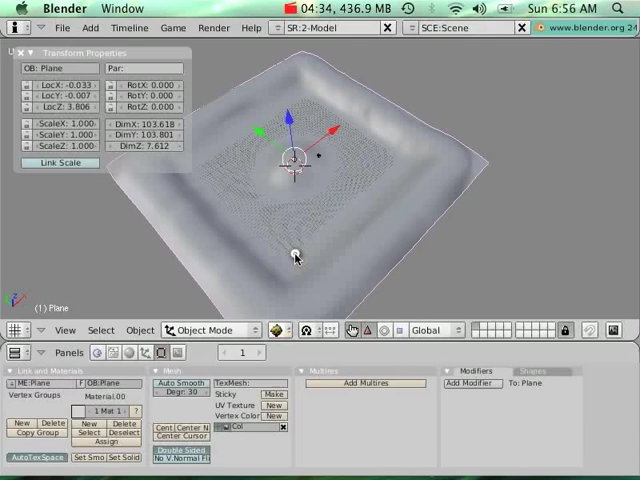 Blender Window 04:34, 436.9 MB Sun 6:56 AM
File Add Timeline Game Render Help SR:2-Model SCE:Scene www.blender.org 24
Transform Properties
OB: Plane Par:
LocX: -0.033 RotX: 0.000
LocY: -0.007 RotY: 0.000
LocZ: 3.806 RotZ: 0.000
ScaleX: 1.000 DimX: 103.618
ScaleY: 1.000 DimY: 103.801
ScaleZ: 1.000 DimZ: 7.612
Link Scale
(1) Plane
View Select Object Object Mode Global
Panels 1
Link and Materials Mesh Multires Modifiers Shapes
ME:Plane F OB:Plane Auto Smooth TexMesh: Add Multires Add Modifier To: Plane
Vertex Groups Material.00 Degr: 30 Sticky Make
1 Mat 1 ? UV Texture New
New Delete New Delete Vertex Color New
Copy Group Select Deselect Cent Center N Col
Assign Center Cursor
AutoTexSpace Set Smo Set Solid Double Sided
No V.Normal Fli